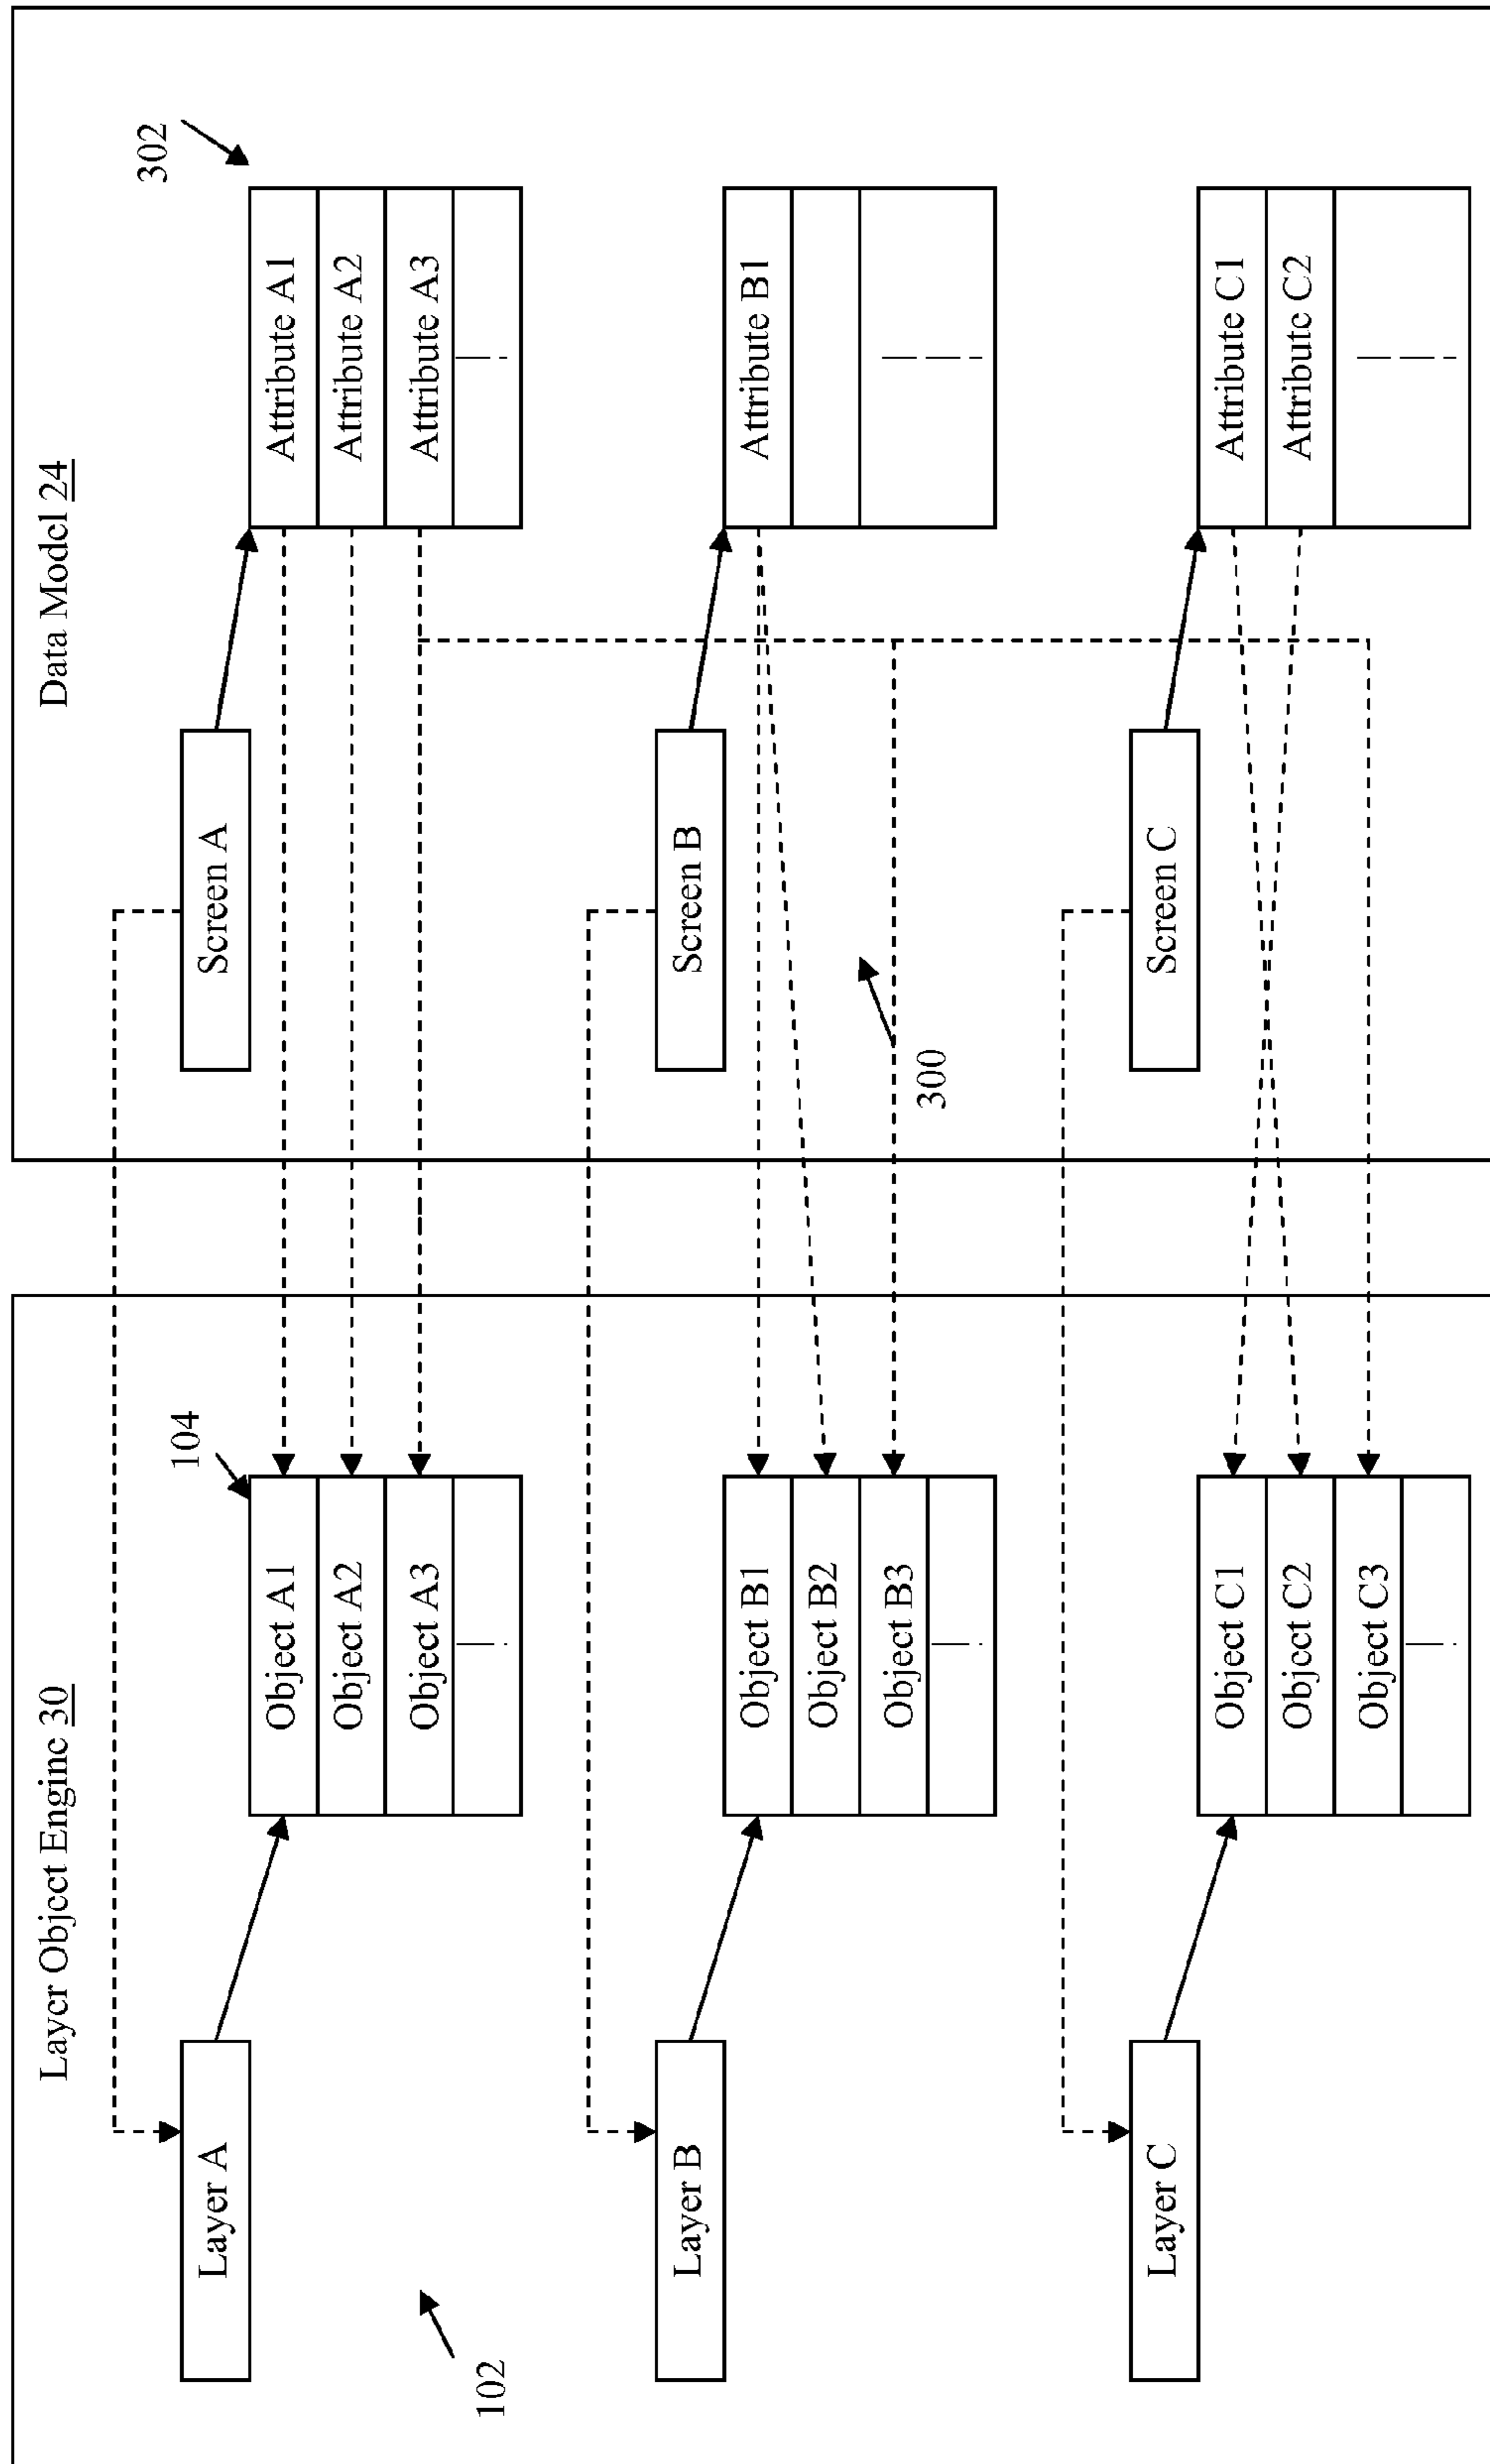 Layer Object Engine 30
Layer A
104
Object A1
Object A2
Object A3
102
Layer B
Object B1
Object B2
Object B3
Layer C
Object C1
Object C2
Object C3
Data Model 24
302
Screen A
Attribute A1
Attribute A2
Attribute A3
Screen B
Attribute B1
300
Screen C
Attribute C1
Attribute C2